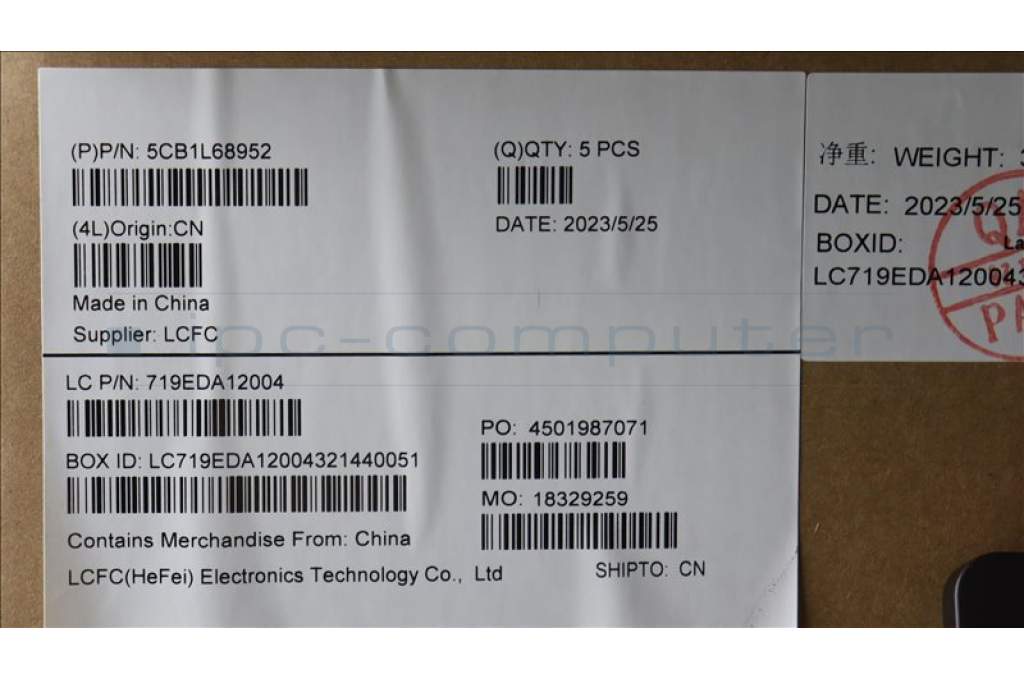 (P)P/N: 5CB1L68952
(Q)QTY: 5 PCS
(4L)Origin:CN
DATE: 2023/5/25
Made in China
Supplier: LCFC
LC P/N: 719EDA12004
PO: 4501987071
BOX ID: LC719EDA12004321440051
MO: 18329259
Contains Merchandise From: China
LCFC(HeFei) Electronics Technology Co., Ltd
SHIPTO: CN
净重: WEIGHT:
DATE: 2023/5/25
BOXID:
LC719EDA120043
ipc-computer